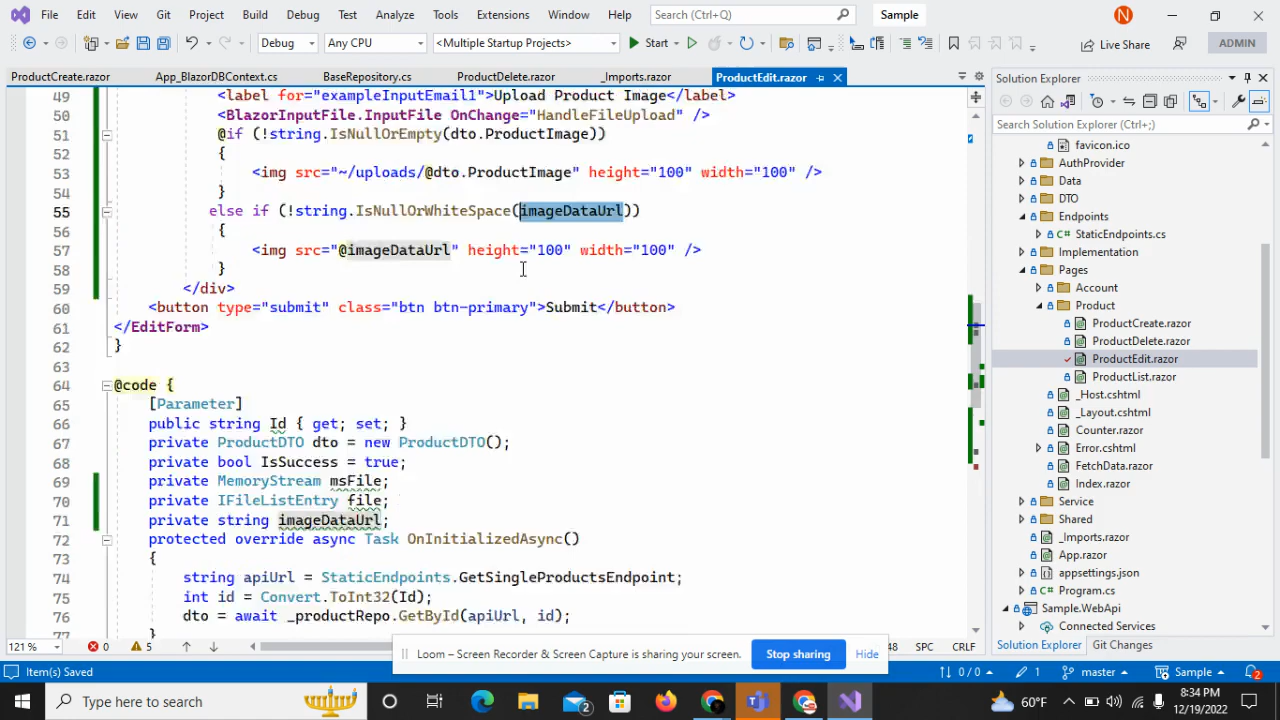 File Edit View Git Project Build Debug Test Analyze Tools Extensions Window Help Search (Ctrl+Q) Sample N
Debug Any CPU <Multiple Startup Projects> Start Live Share ADMIN
ProductCreate.razor App_BlazorDBContext.cs BaseRepository.cs ProductDelete.razor _Imports.razor ProductEdit.razor
49 <label for="exampleInputEmail1">Upload Product Image</label>
50 <BlazorInputFile.InputFile OnChange="HandleFileUpload" />
51 @if (!string.IsNullOrEmpty(dto.ProductImage))
52 {
53 <img src="~/uploads/@dto.ProductImage" height="100" width="100" />
54 }
55 else if (!string.IsNullOrWhiteSpace(imageDataUrl))
56 {
57 <img src="@imageDataUrl" height="100" width="100" />
58 }
59 </div>
60 <button type="submit" class="btn btn-primary">Submit</button>
61 </EditForm>
62 }
63
64 @code {
65 [Parameter]
66 public string Id { get; set; }
67 private ProductDTO dto = new ProductDTO();
68 private bool IsSuccess = true;
69 private MemoryStream msFile;
70 private IFileListEntry file;
71 private string imageDataUrl;
72 protected override async Task OnInitializedAsync()
73 {
74 string apiUrl = StaticEndpoints.GetSingleProductsEndpoint;
75 int id = Convert.ToInt32(Id);
76 dto = await _productRepo.GetById(apiUrl, id);
77 }
Solution Explorer
Search Solution Explorer (Ctrl+;)
favicon.ico
AuthProvider
Data
DTO
Endpoints
StaticEndpoints.cs
Implementation
Pages
Account
Product
ProductCreate.razor
ProductDelete.razor
ProductEdit.razor
ProductList.razor
_Host.cshtml
_Layout.cshtml
Counter.razor
Error.cshtml
FetchData.razor
Index.razor
Service
Shared
_Imports.razor
App.razor
appsettings.json
Program.cs
Sample.WebApi
Connected Services
Solution Explorer Git Changes
121 % 0 5 48 SPC CRLF
Loom – Screen Recorder & Screen Capture is sharing your screen. Stop sharing Hide
Item(s) Saved 0 / 0 1 master Sample 2
Type here to search 2 60°F 8:34 PM
12/19/2022